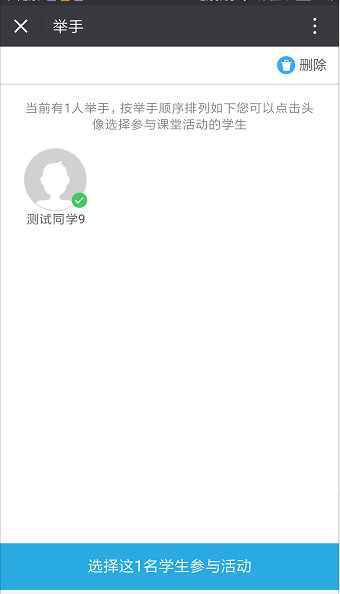 举手
删除
当前有1人举手，按举手顺序排列如下您可以点击头
像选择参与课堂活动的学生
测试同学9
选择这1名学生参与活动